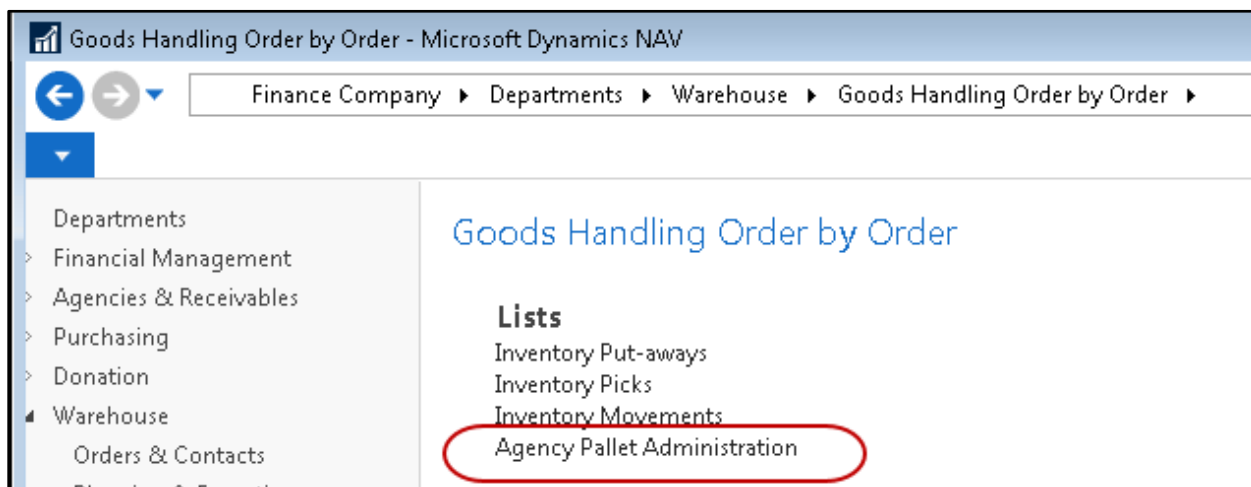 Goods Handling Order by Order - Microsoft Dynamics NAV
Finance Company ▸ Departments ▸ Warehouse ▸ Goods Handling Order by Order ▸
Departments
Financial Management
Agencies & Receivables
Purchasing
Donation
Warehouse
Orders & Contacts
Goods Handling Order by Order
Lists
Inventory Put-aways
Inventory Picks
Inventory Movements
Agency Pallet Administration